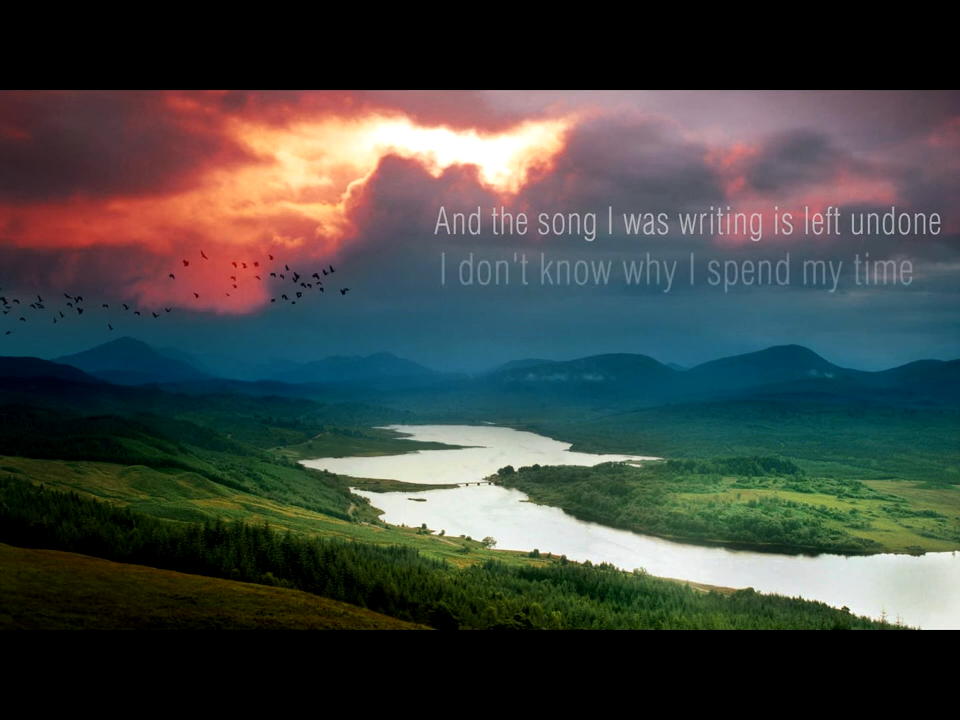 And the song I was writing is left undone
I don't know why I spend my time